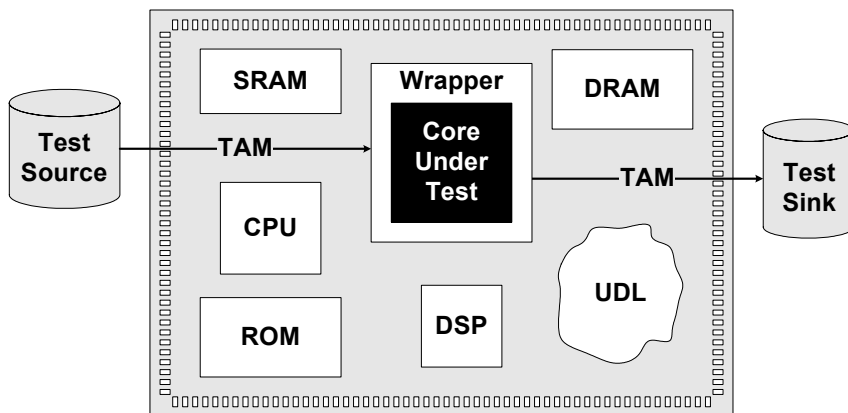 SRAM
Wrapper
DRAM
Test
Source
TAM
Core
Under
Test
TAM
Test
Sink
CPU
UDL
ROM
DSP